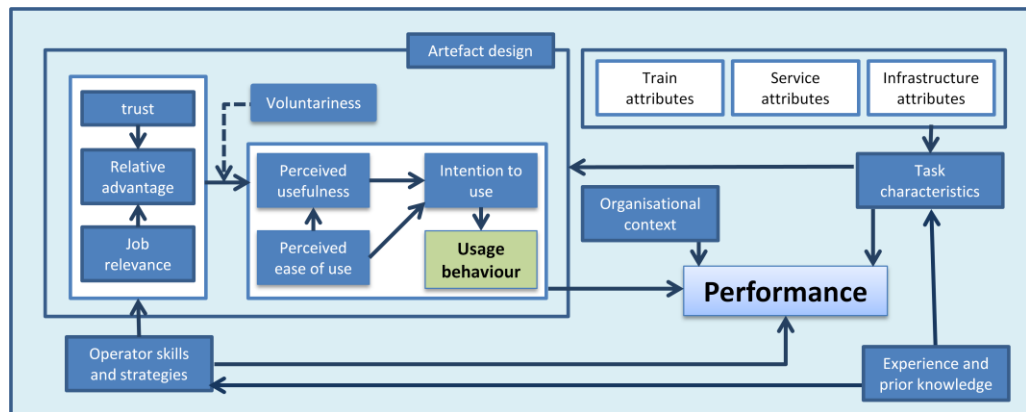 Artefact design
Train
attributes
Service
attributes
Infrastructure
attributes
trust
Voluntariness
Relative
advantage
Perceived
usefulness
Intention to
use
Task
characteristics
Organisational
context
Job
relevance
Perceived
ease of use
Usage
behaviour
Performance
Operator skills
and strategies
Experience and
prior knowledge